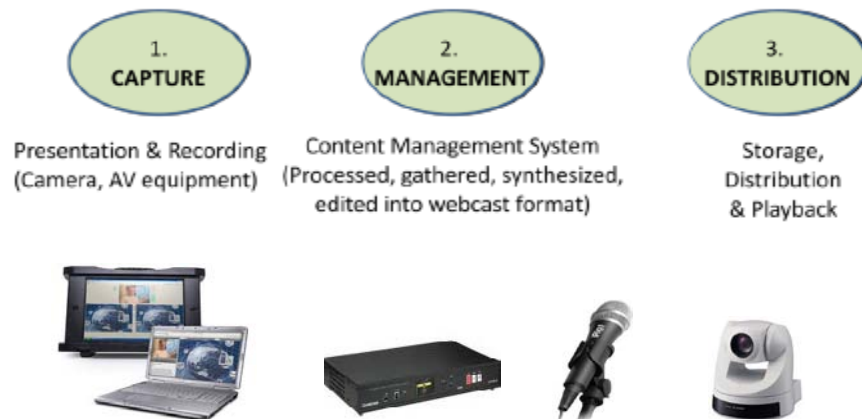 1.
CAPTURE
Presentation & Recording
(Camera, AV equipment)
2.
MANAGEMENT
Content Management System
(Processed, gathered, synthesized,
edited into webcast format)
3.
DISTRIBUTION
Storage,
Distribution
& Playback